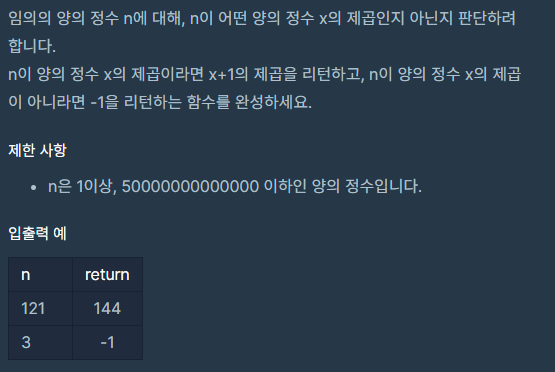 임의의 양의 정수 n에 대해, n이 어떤 양의 정수 x의 제곱인지 아닌지 판단하려
합니다.
n이 양의 정수 x의 제곱이라면 x+1의 제곱을 리턴하고, n이 양의 정수 x의 제곱
이 아니라면 -1을 리턴하는 함수를 완성하세요.
제한 사항
• n은 1이상, 50000000000000 이하인 양의 정수입니다.
입출력 예
n return
121 144
3 -1